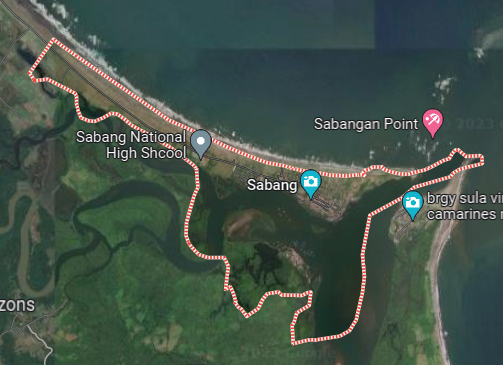 Sabangan Point
Sabang National
High Shcool
Sabang
brgy sula vi
camarines
zons